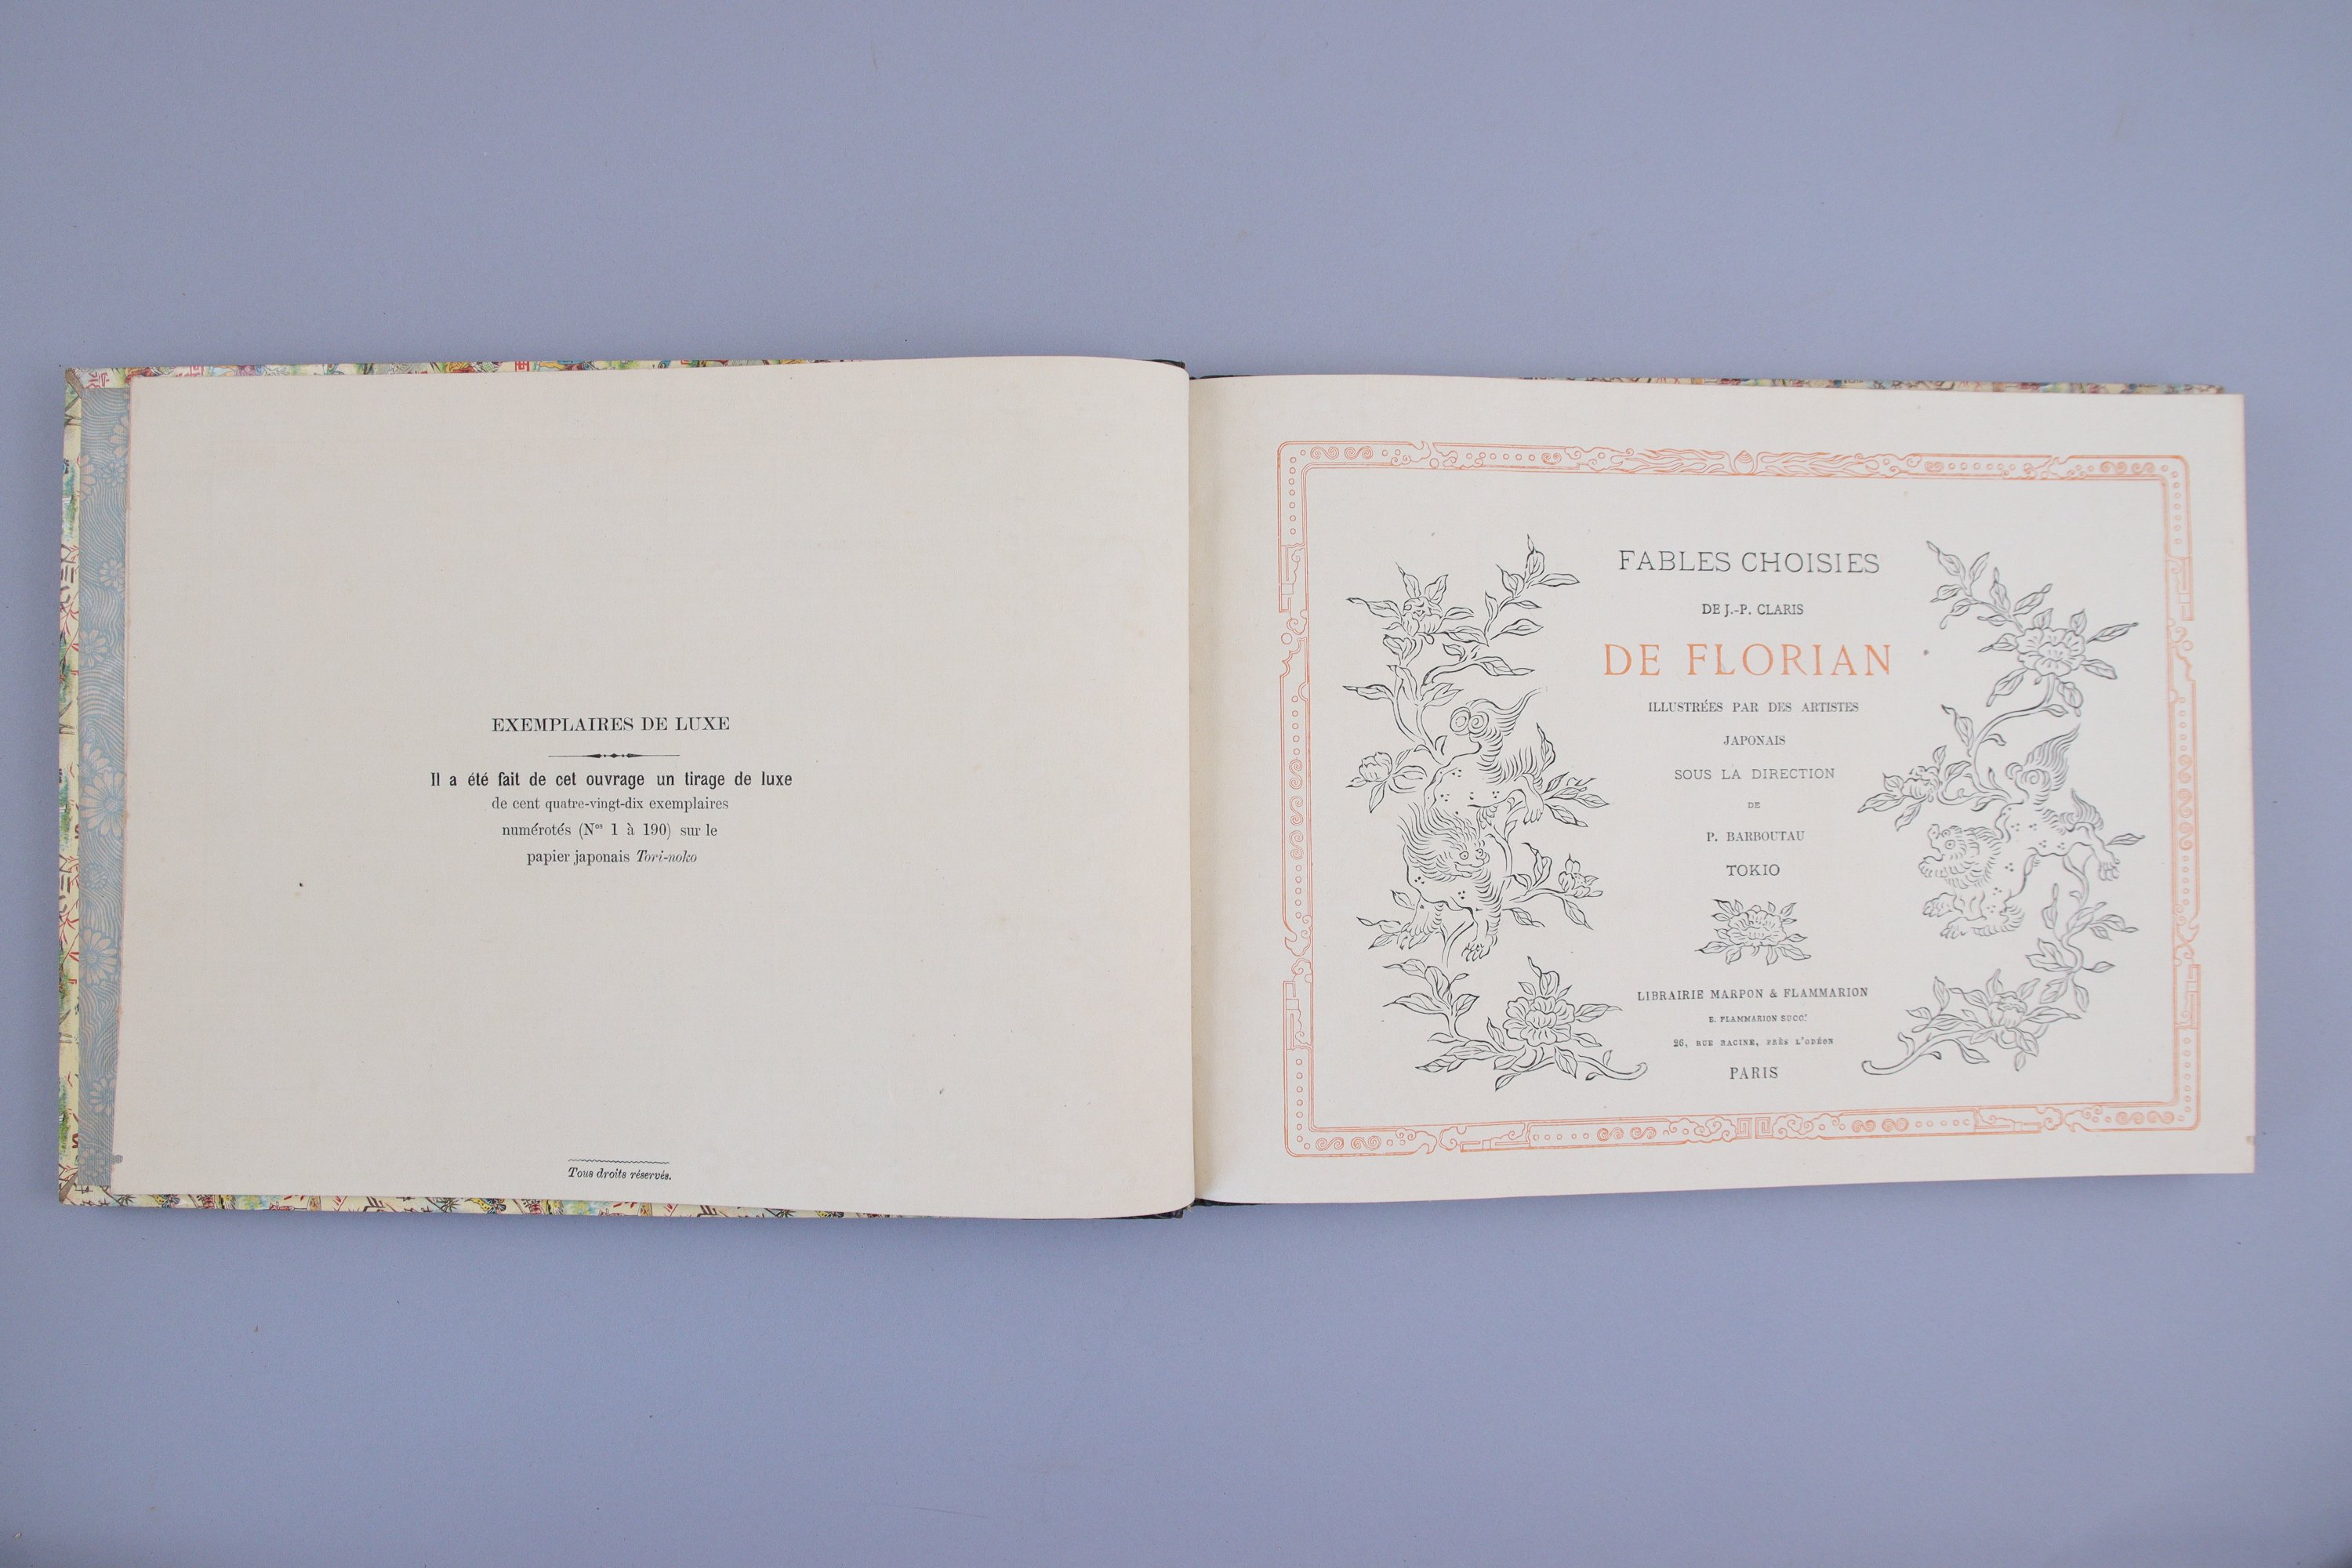 EXEMPLAIRES DE LUXE
Il a été fait de cet ouvrage un tirage de luxe
de cent quatre-vingt-dix exemplaires
numérotés (Nos 1 à 190) sur le
papier japonais Tori-noko
Tous droits réservés.
FABLES CHOISIES
DE J.-P. CLARIS
DE FLORIAN
ILLUSTRÉES PAR DES ARTISTES
JAPONAIS
SOUS LA DIRECTION
DE
P. BARBOUTAU
TOKIO
LIBRAIRIE MARPON & FLAMMARION
E. FLAMMARION SUCCr
26, RUE RACINE, PRÈS L'ODÉON
PARIS